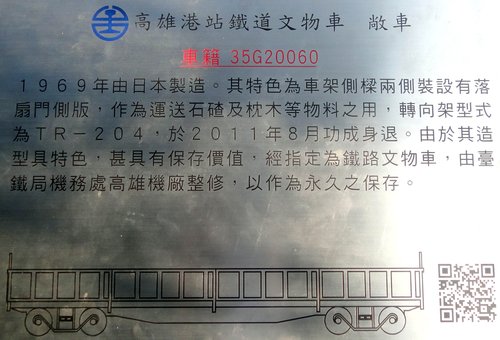 高雄港站鐵道文物車　敞車
車籍 35G20060
１９６９年由日本製造。其特色為車架側樑兩側裝設有落
扇門側版，作為運送石碴及枕木等物料之用，轉向架型式
為ＴＲ－２０４，於２０１１年８月功成身退。由於其造
型具特色，甚具有保存價值，經指定為鐵路文物車，由臺
鐵局機務處高雄機廠整修，以作為永久之保存。